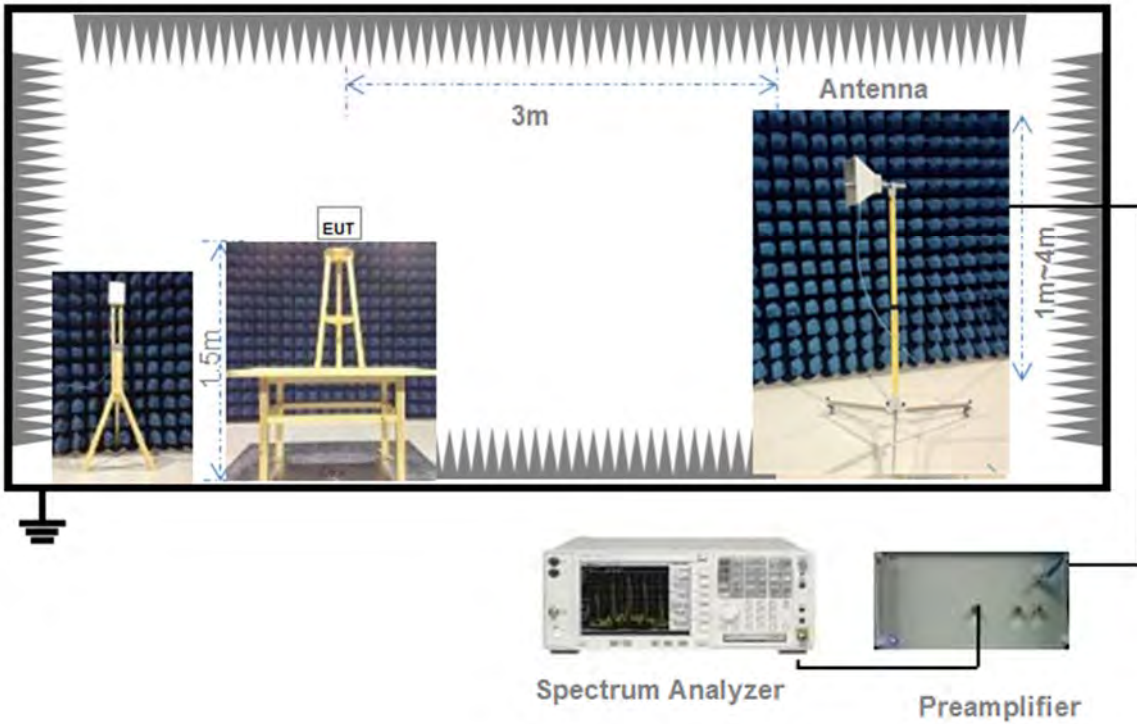 Antenna
3m
EUT
1.5m
1m~4m
Spectrum Analyzer
Preamplifier